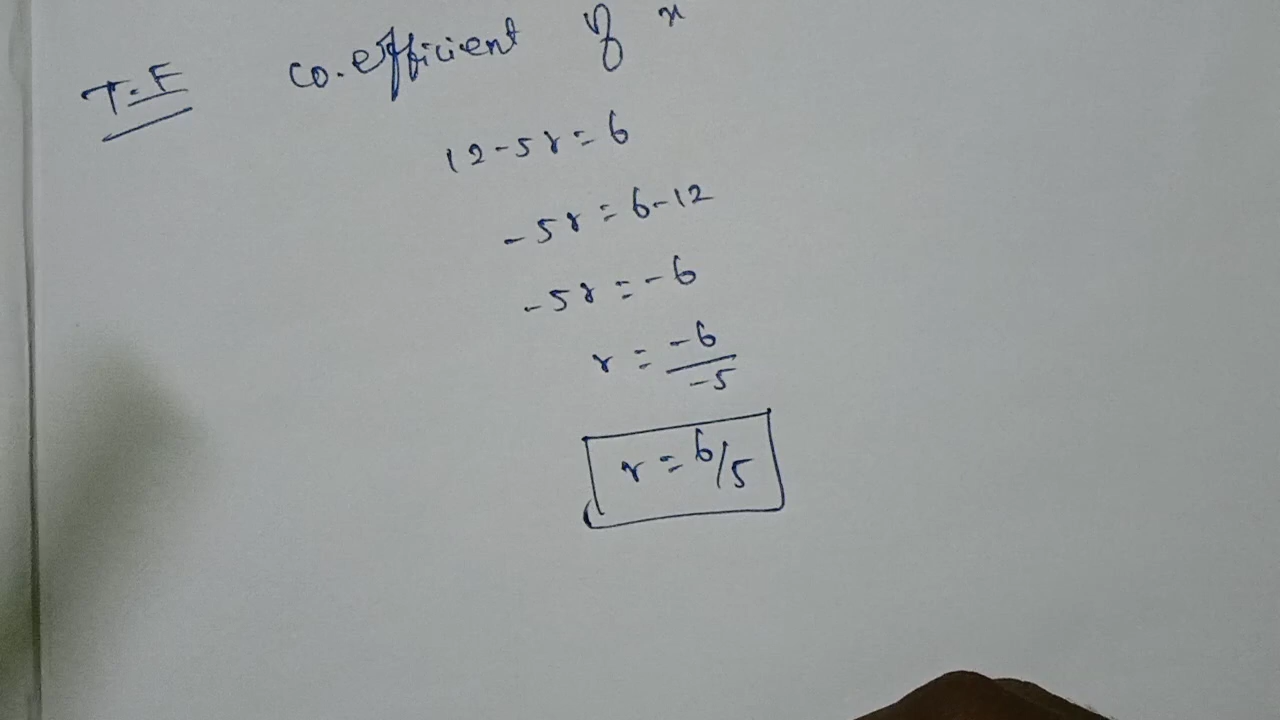 T.F co.efficient of x
12-5r=6
-5r=6-12
-5r=-6
r=-6/-5
r=6/5